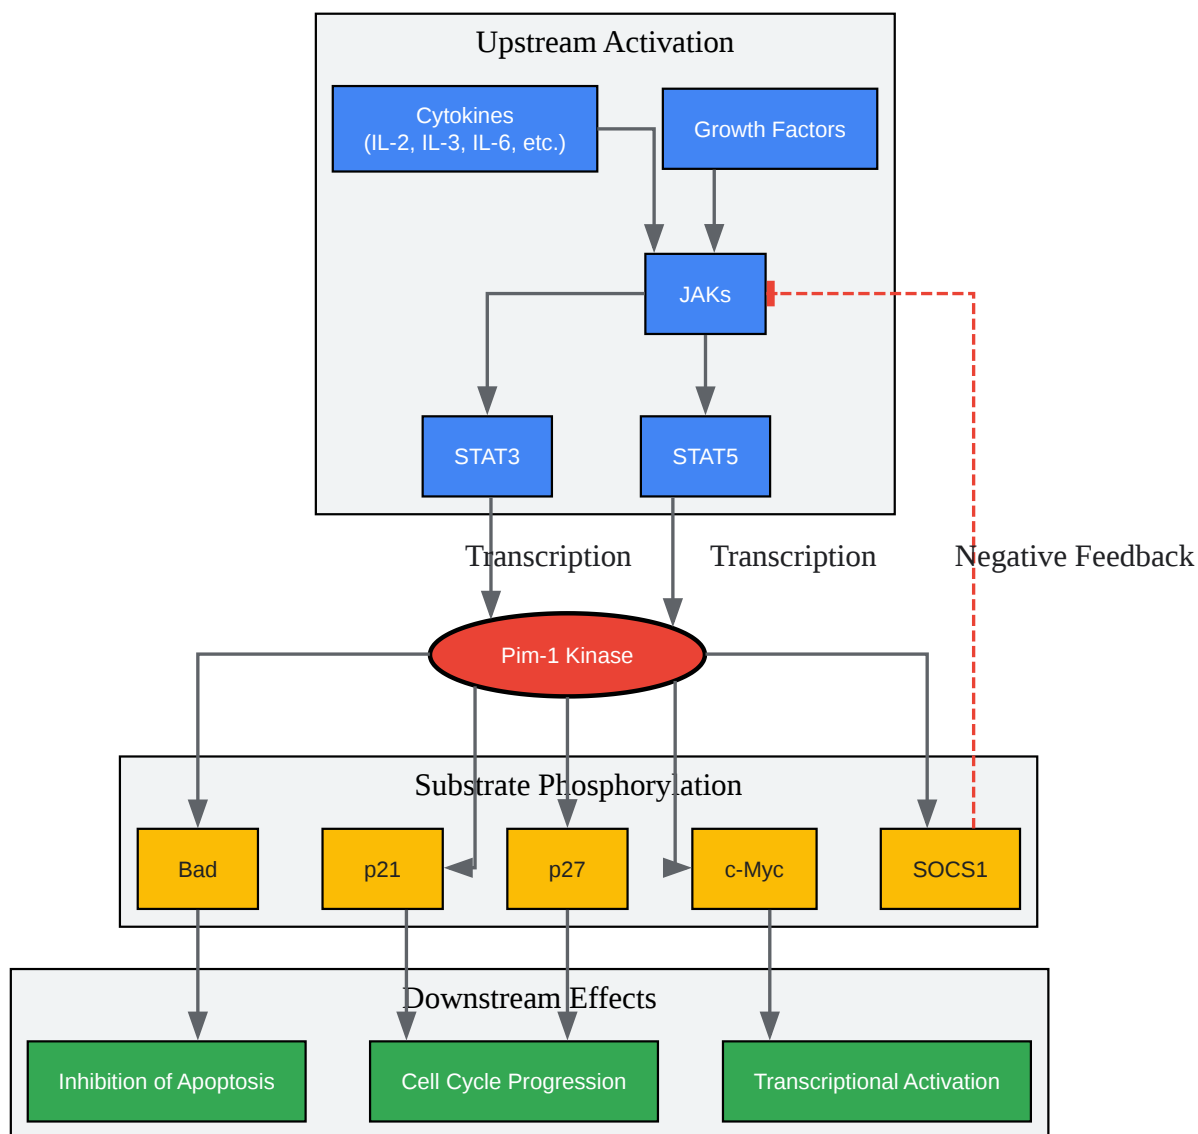 Upstream Activation
Cytokines
(IL-2, IL-3, IL-6, etc.)
Growth Factors
JAKs
STAT3
STAT5
Transcription
Transcription
Negative Feedback
Pim-1 Kinase
Substrate Phosphorylation
Bad
p21
p27
c-Myc
SOCS1
Downstream Effects
Inhibition of Apoptosis
Cell Cycle Progression
Transcriptional Activation